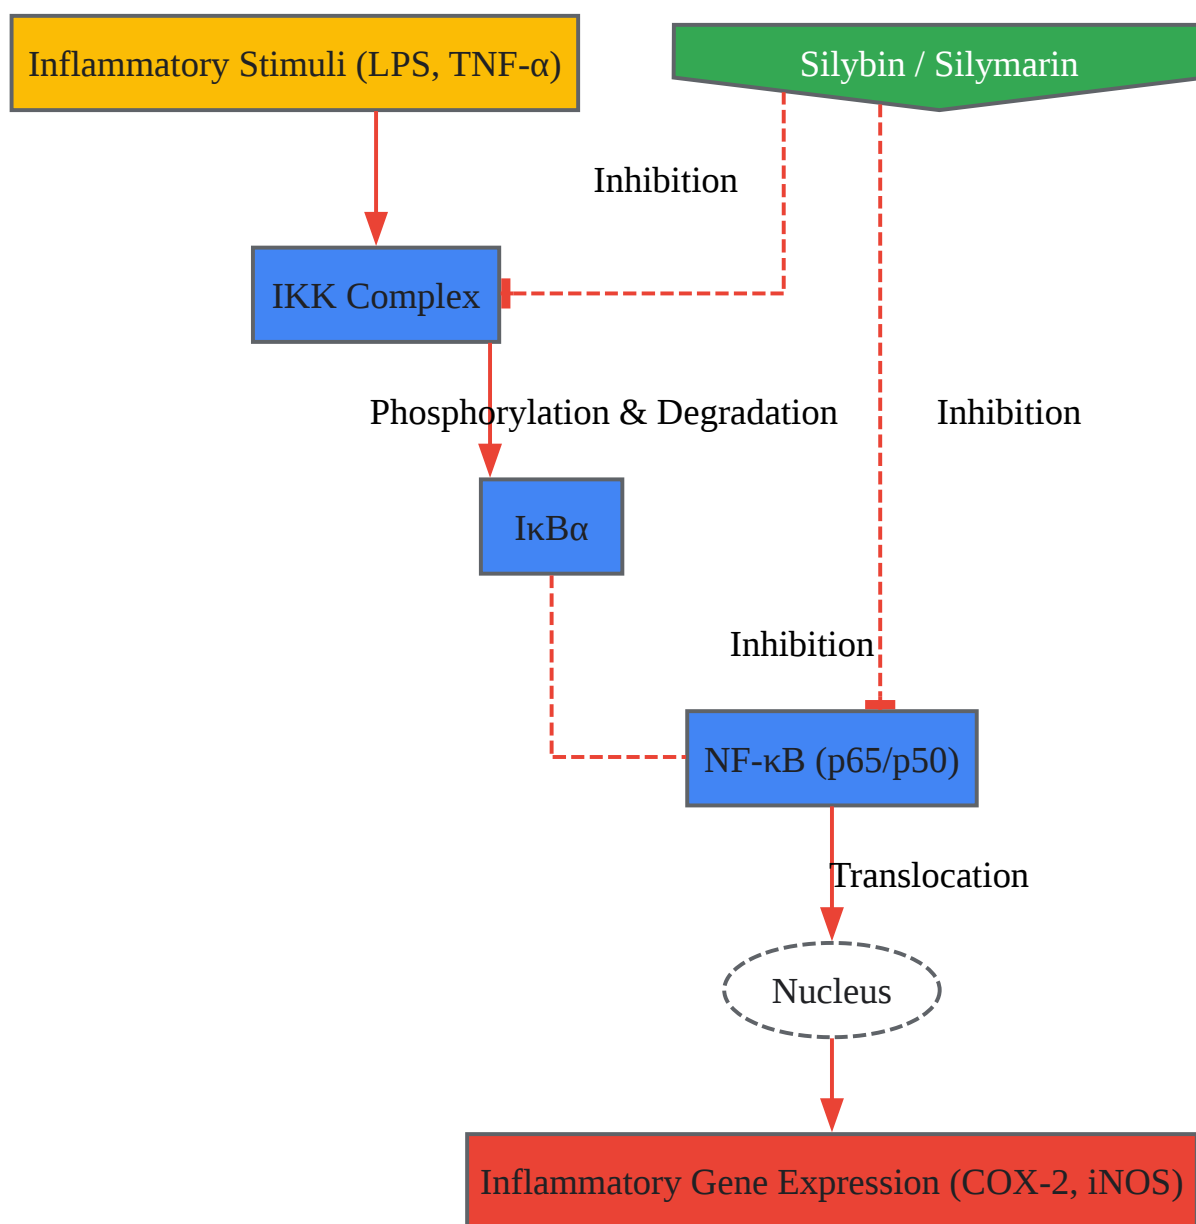 Inflammatory Stimuli (LPS, TNF-α)
Silybin / Silymarin
Inhibition
IKK Complex
Phosphorylation & Degradation
Inhibition
IκBα
Inhibition
NF-κB (p65/p50)
Translocation
Nucleus
Inflammatory Gene Expression (COX-2, iNOS)